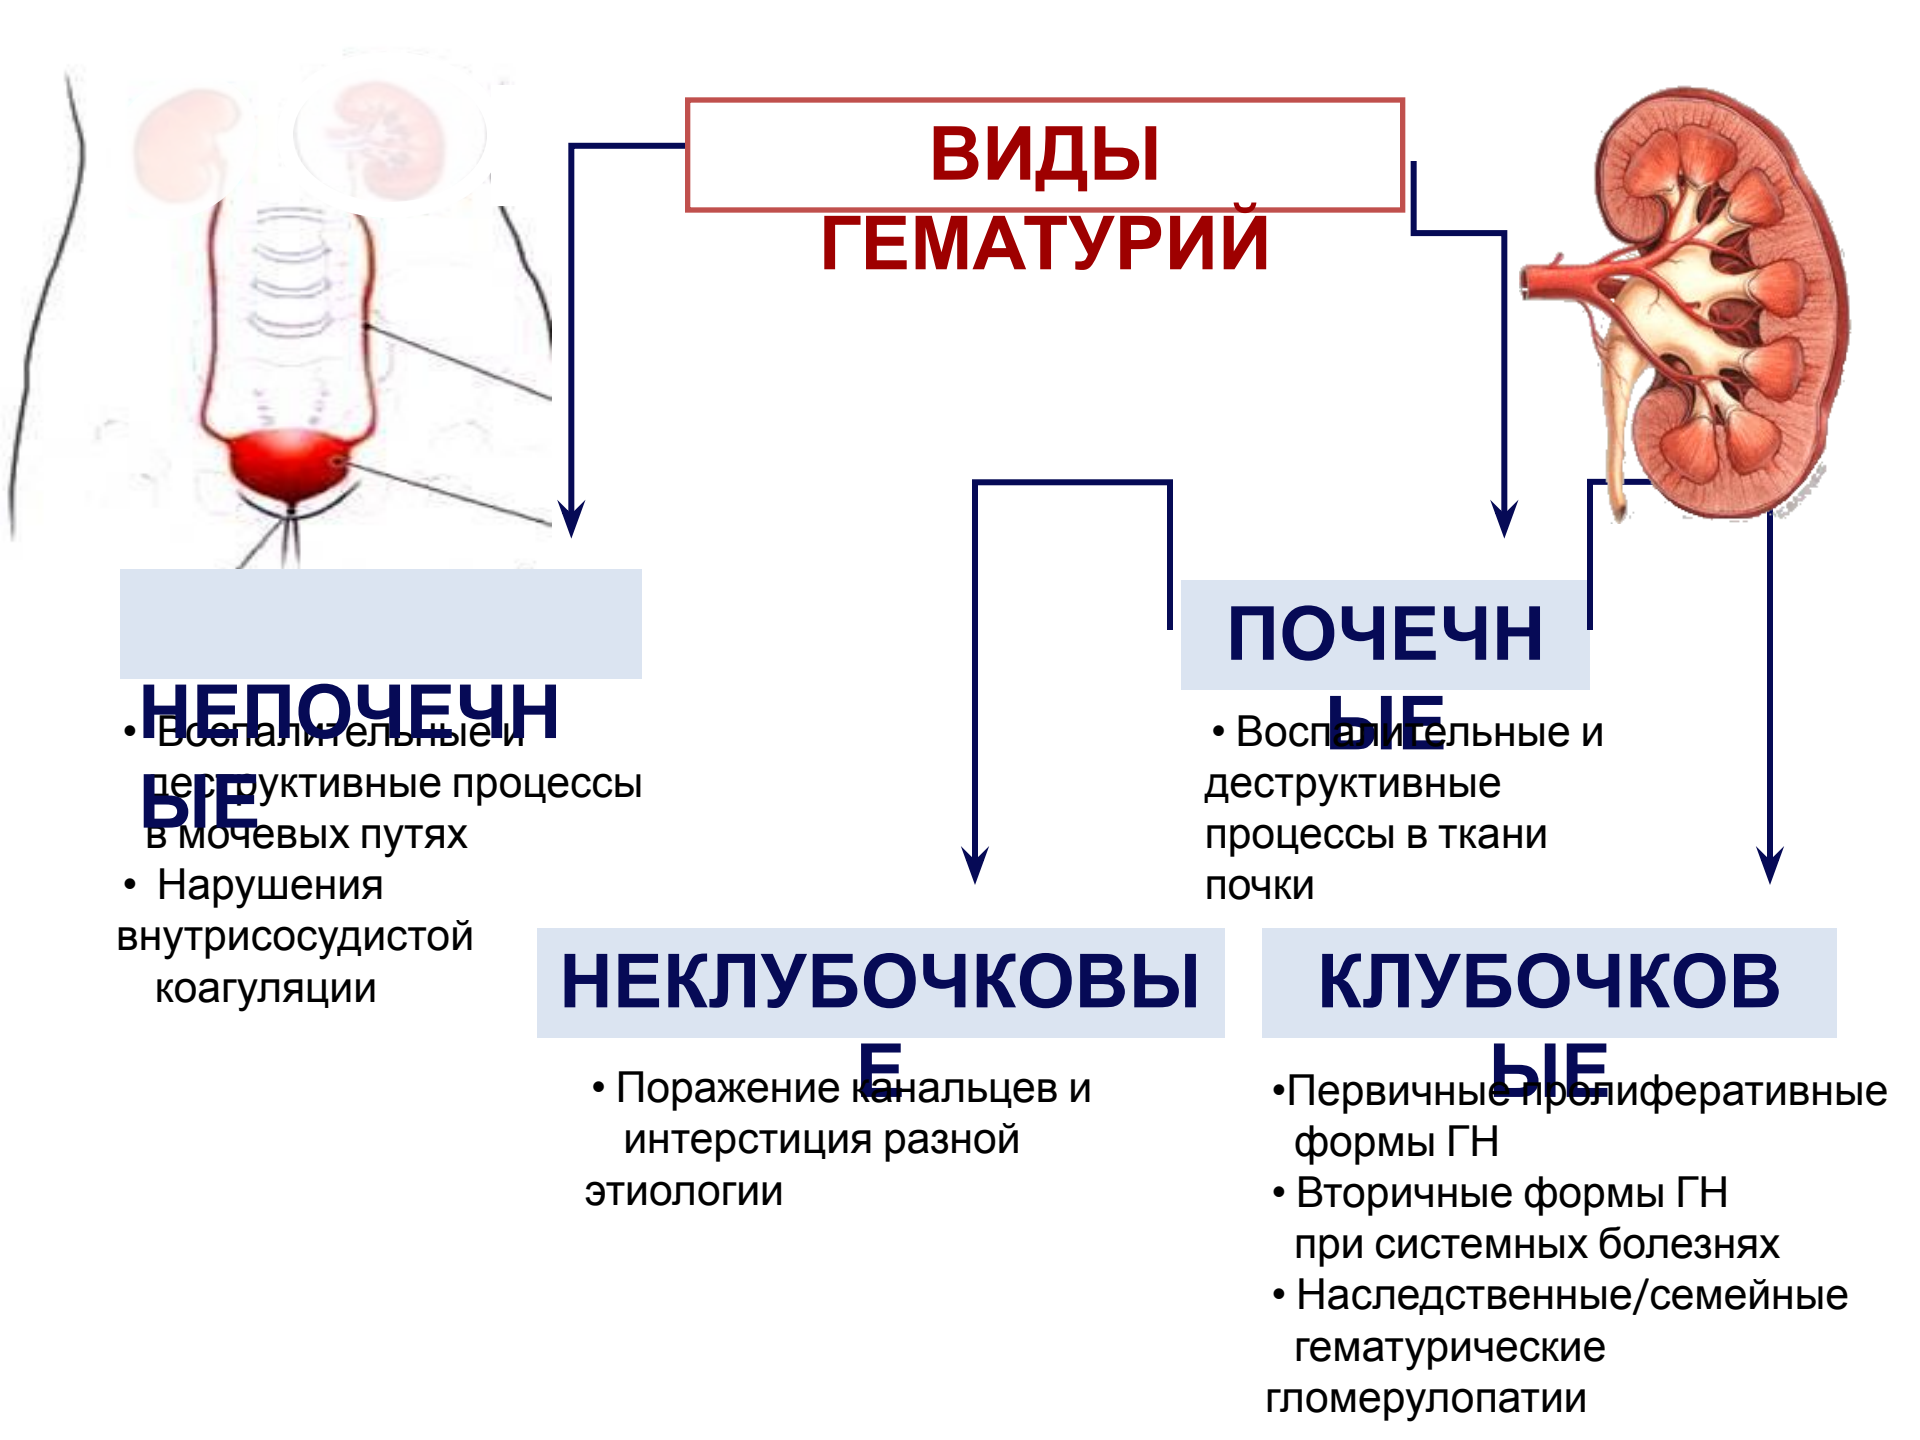 ВИДЫ
ГЕМАТУРИЙ
НЕПОЧЕЧН
ЫЕ
• Воспалительные и
деструктивные процессы
в мочевых путях
• Нарушения
внутрисосудистой
коагуляции
ПОЧЕЧН
ЫЕ
• Воспалительные и
деструктивные
процессы в ткани
почки
НЕКЛУБОЧКОВЫ
Е
• Поражение канальцев и
интерстиция разной
этиологии
КЛУБОЧКОВ
ЫЕ
•Первичные пролиферативные
формы ГН
• Вторичные формы ГН
при системных болезнях
• Наследственные/семейные
гематурические
гломерулопатии